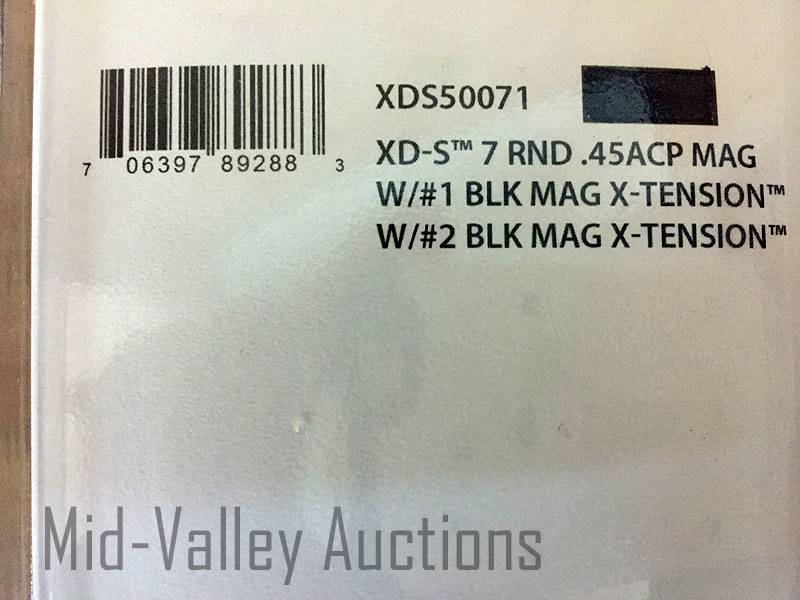 XDS50071
XD-S™ 7 RND .45ACP MAG
W/#1 BLK MAG X-TENSION™
W/#2 BLK MAG X-TENSION™
7 06397 89288 3
Mid-Valley Auctions